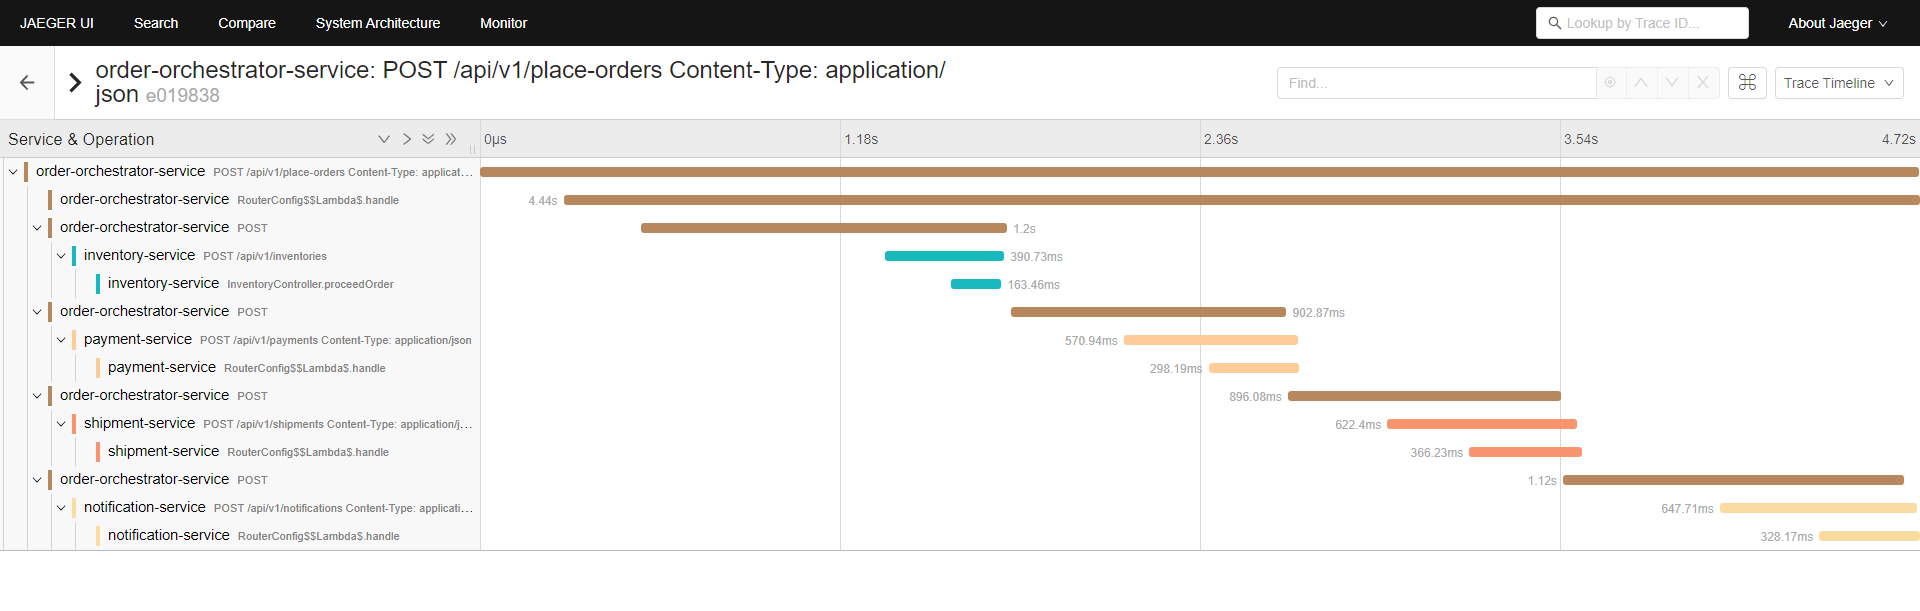 JAEGER UI Search Compare System Architecture Monitor Lookup by Trace ID... About Jaeger
order-orchestrator-service: POST /api/v1/place-orders Content-Type: application/
json e019838
Find... Trace Timeline
Service & Operation 0μs 1.18s 2.36s 3.54s 4.72s
order-orchestrator-service POST /api/v1/place-orders Content-Type: applicat...
order-orchestrator-service RouterConfig$$Lambda$.handle 4.44s
order-orchestrator-service POST 1.2s
inventory-service POST /api/v1/inventories 390.73ms
inventory-service InventoryController.proceedOrder 163.46ms
order-orchestrator-service POST 902.87ms
payment-service POST /api/v1/payments Content-Type: application/json 570.94ms
payment-service RouterConfig$$Lambda$.handle 298.19ms
order-orchestrator-service POST 896.08ms
shipment-service POST /api/v1/shipments Content-Type: application/j... 622.4ms
shipment-service RouterConfig$$Lambda$.handle 366.23ms
order-orchestrator-service POST 1.12s
notification-service POST /api/v1/notifications Content-Type: applicati... 647.71ms
notification-service RouterConfig$$Lambda$.handle 328.17ms